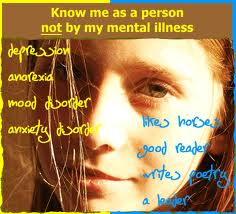 Know me as a person
not by my mental illness
depression
anorexia
mood disorder
anxiety disorder
likes horses
good reader
writes poetry
a leader